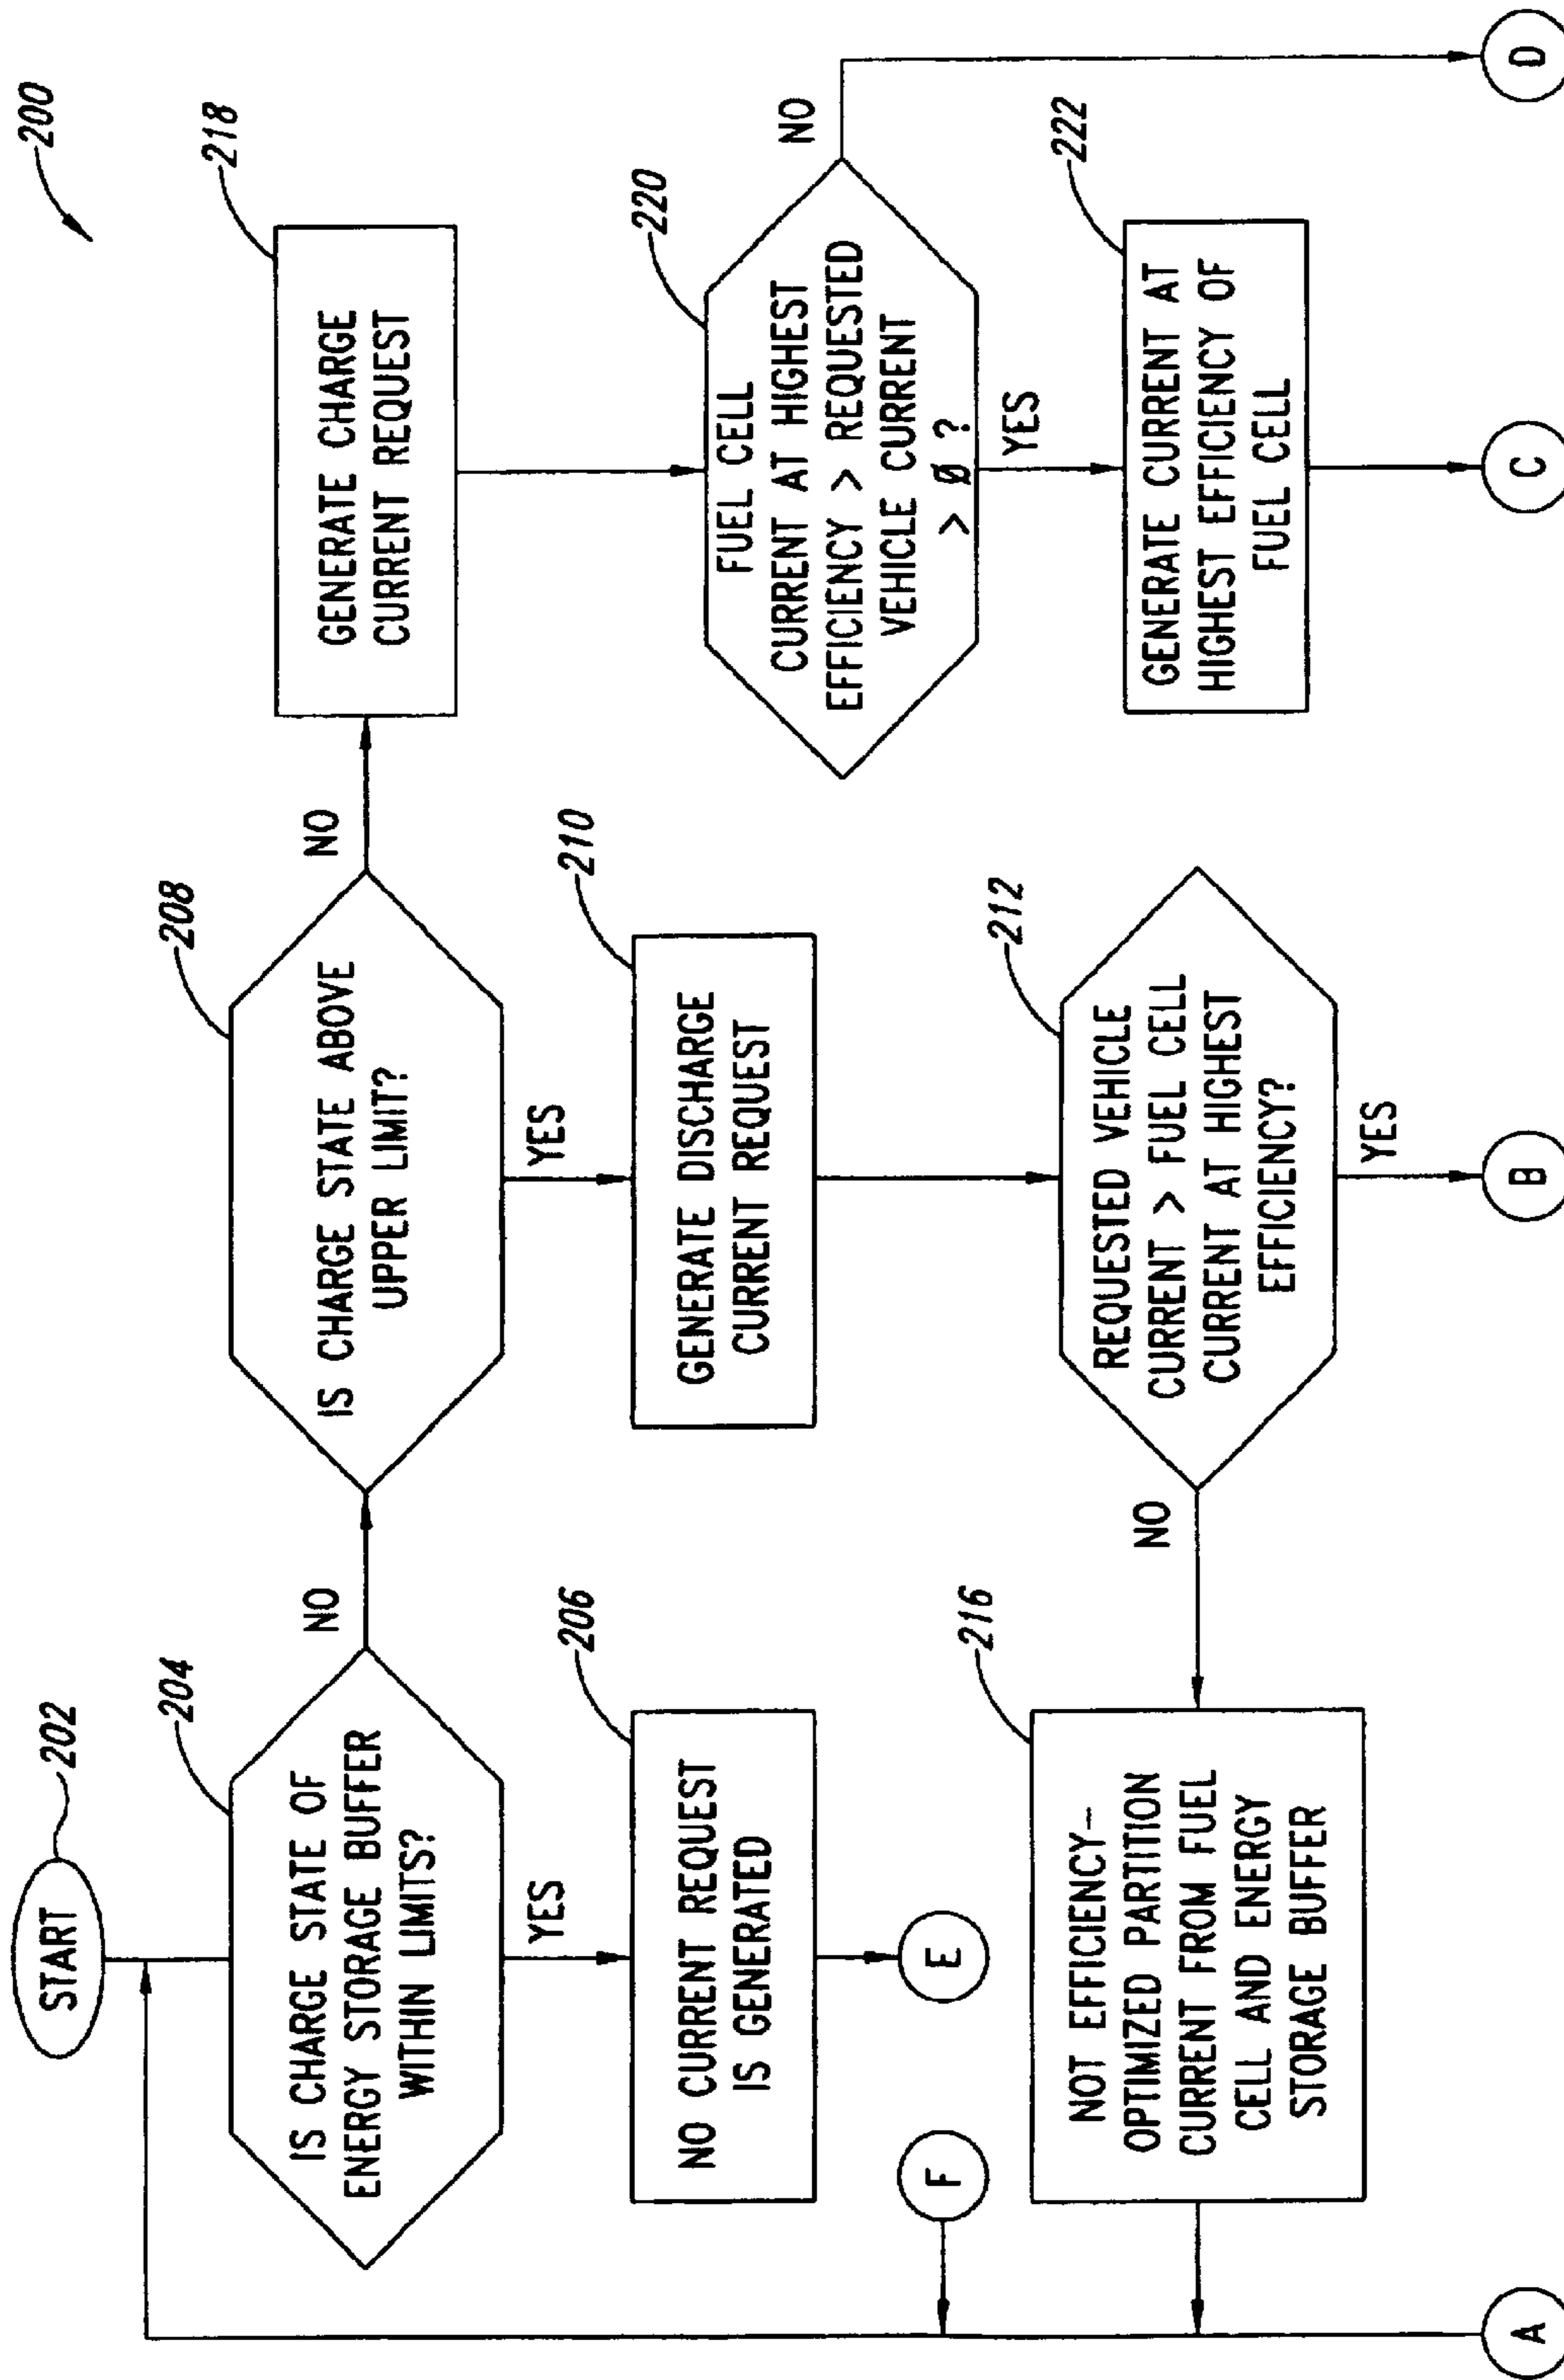 200
START
202
IS CHARGE STATE OF
ENERGY STORAGE BUFFER
WITHIN LIMITS?
204
NO
YES
IS CHARGE STATE ABOVE
UPPER LIMIT?
208
NO
YES
GENERATE CHARGE
CURRENT REQUEST
218
NO CURRENT REQUEST
IS GENERATED
206
E
GENERATE DISCHARGE
CURRENT REQUEST
210
FUEL CELL
CURRENT AT HIGHEST
EFFICIENCY > REQUESTED
VEHICLE CURRENT
> Ø ?
220
NO
YES
F
NOT EFFICIENCY-
OPTIMIZED PARTITION
CURRENT FROM FUEL
CELL AND ENERGY
STORAGE BUFFER
216
NO
REQUESTED VEHICLE
CURRENT > FUEL CELL
CURRENT AT HIGHEST
EFFICIENCY?
212
YES
GENERATE CURRENT AT
HIGHEST EFFICIENCY OF
FUEL CELL
222
A
B
C
D